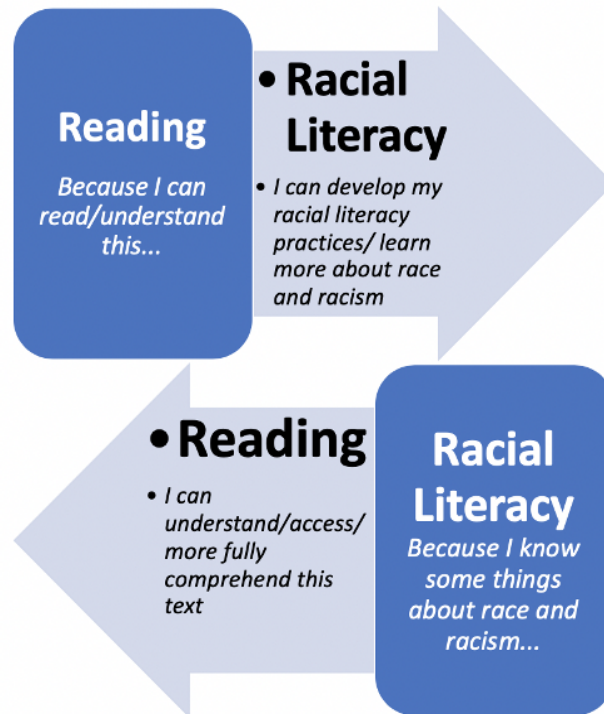 Reading
Because I can
read/understand
this...
• Racial
Literacy
• I can develop my
racial literacy
practices/ learn
more about race
and racism
• Reading
• I can
understand/access/
more fully
comprehend this
text
Racial
Literacy
Because I know
some things
about race and
racism...